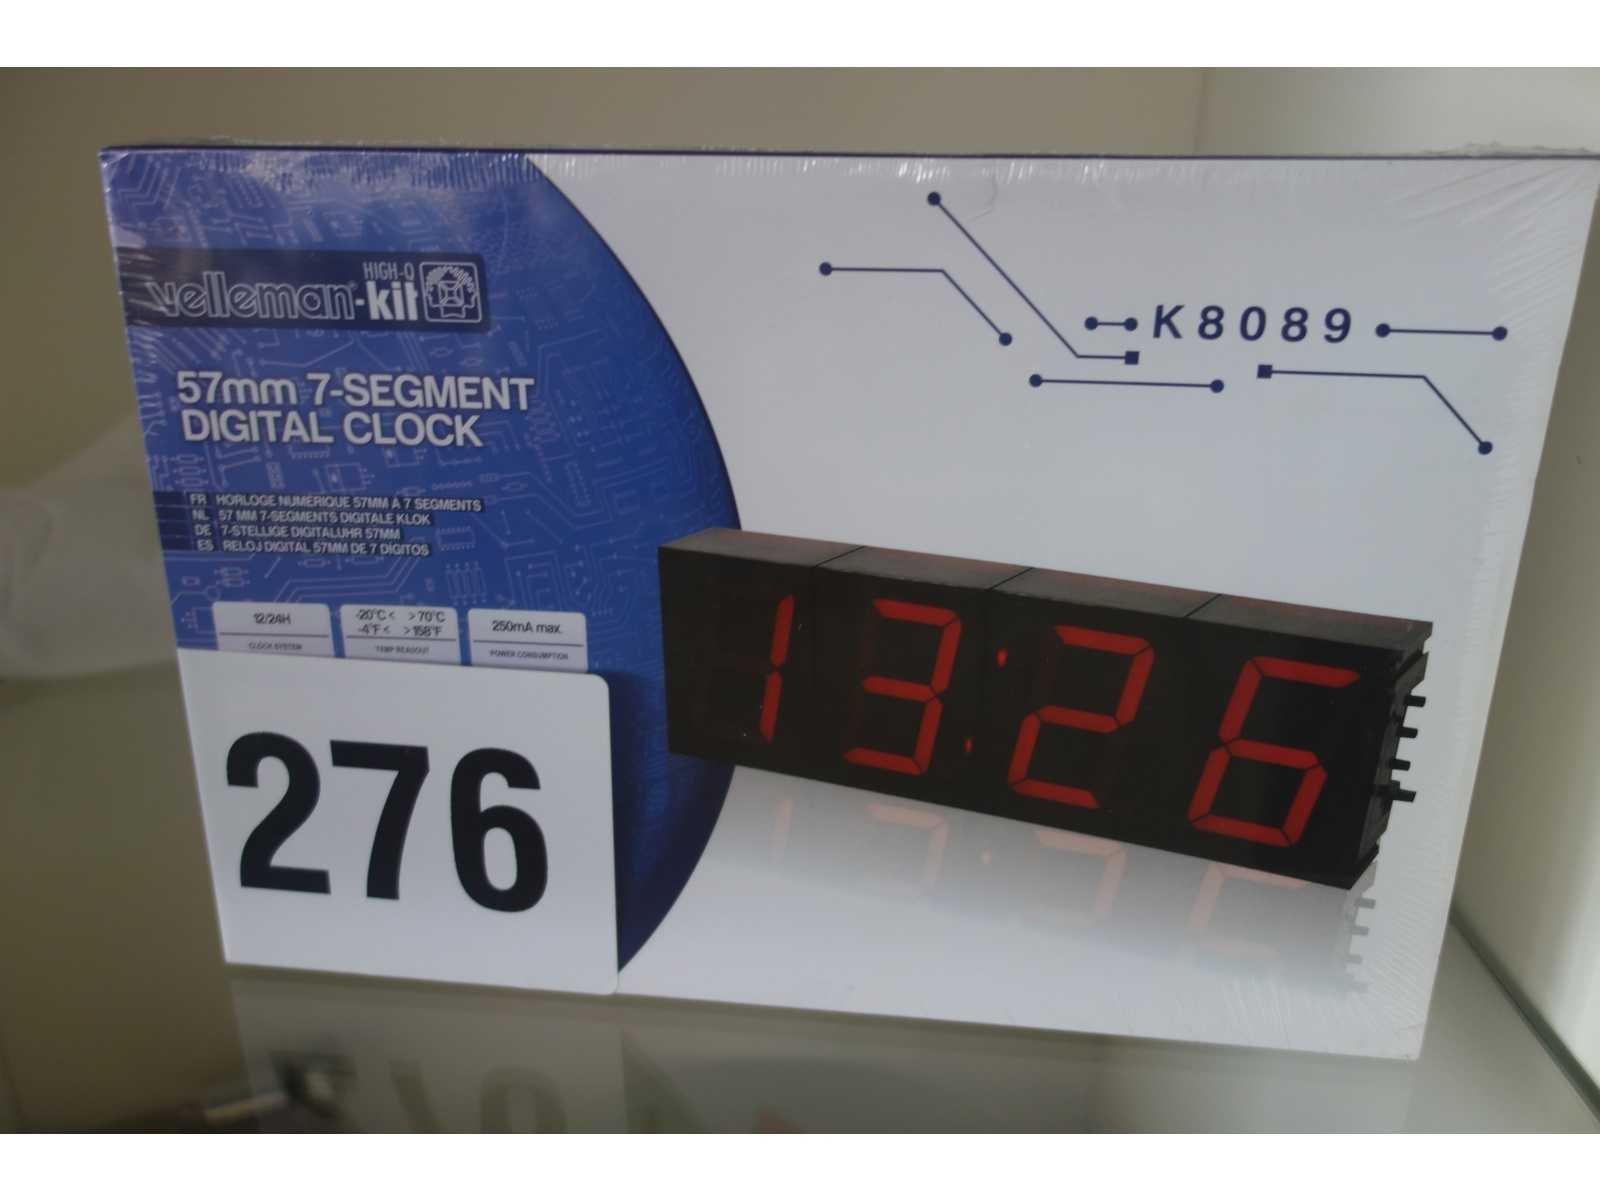 HIGH-Q
velleman®-kit
57mm 7-SEGMENT
DIGITAL CLOCK
FR HORLOGE NUMÉRIQUE 57MM À 7 SEGMENTS
NL 57 MM 7-SEGMENTS DIGITALE KLOK
DE 7-STELLIGE DIGITALUHR 57MM
ES RELOJ DIGITAL 57MM DE 7 DÍGITOS
12/24H
CLOCK SYSTEM
-20°C < > 70°C
-4°F < > 158°F
TEMP READOUT
250mA max.
POWER CONSUMPTION
276
K8089
13:26